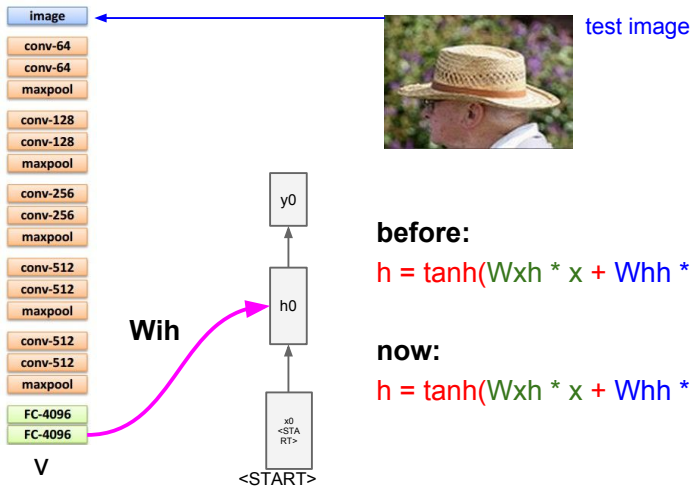 image
test image
conv-64
conv-64
maxpool
conv-128
conv-128
maxpool
conv-256
conv-256
maxpool
conv-512
conv-512
maxpool
conv-512
conv-512
maxpool
FC-4096
FC-4096
v
Wih
y0
h0
x0
<STA
RT>
<START>
before:
h = tanh(Wxh * x + Whh *
now:
h = tanh(Wxh * x + Whh *